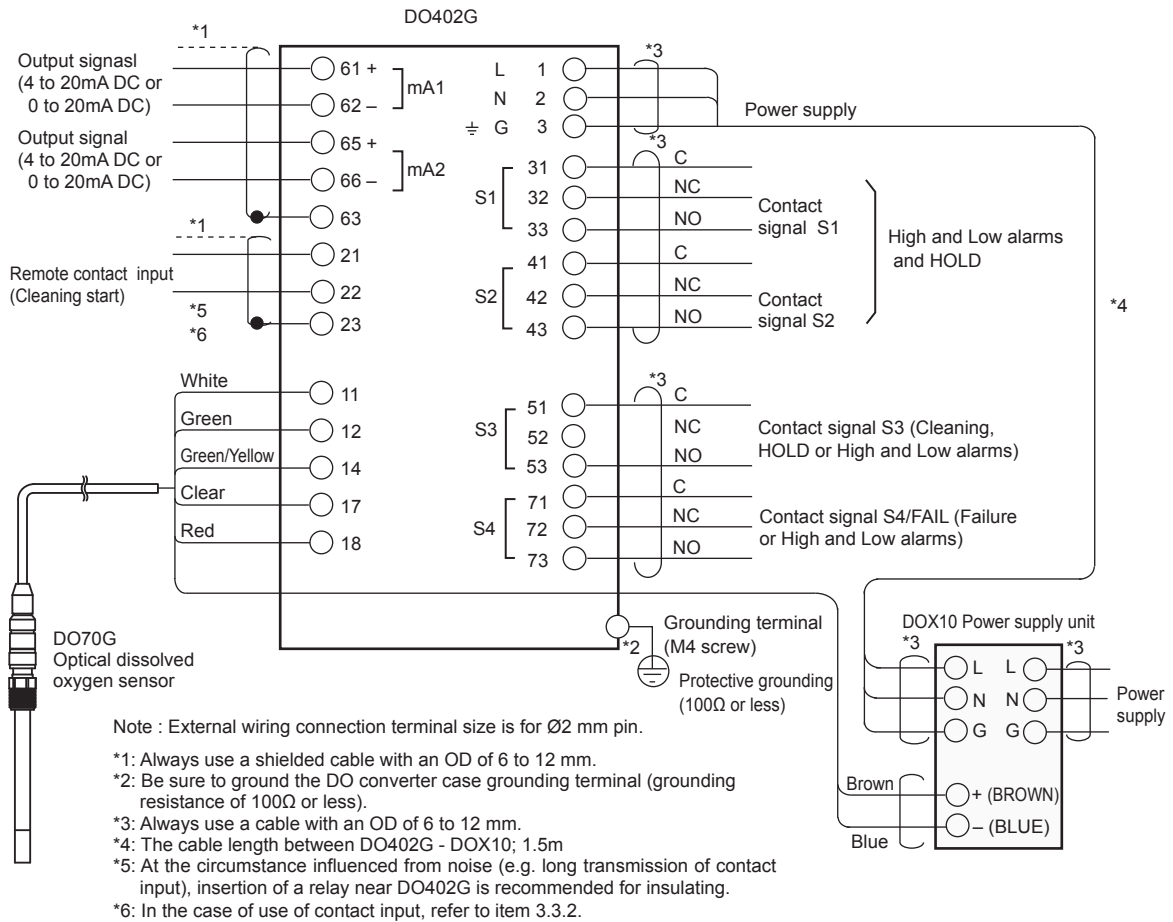 DO402G
*1
Output signasl
(4 to 20mA DC or
0 to 20mA DC)
Output signal
(4 to 20mA DC or
0 to 20mA DC)
*1
Remote contact input
(Cleaning start)
*5
*6
61 +
62 –
mA1
65 +
66 –
mA2
63
21
22
23
11
12
14
17
18
White
Green
Green/Yellow
Clear
Red
L 1
N 2
G 3
*3
Power supply
*3
S1
31
32
33
C
NC
NO
Contact
signal S1
S2
41
42
43
C
NC
NO
Contact
signal S2
High and Low alarms
and HOLD
*4
*3
S3
51
52
53
C
NC
NO
Contact signal S3 (Cleaning,
HOLD or High and Low alarms)
S4
71
72
73
C
NC
NO
Contact signal S4/FAIL (Failure
or High and Low alarms)
*2
Grounding terminal
(M4 screw)
Protective grounding
(100Ω or less)
DO70G
Optical dissolved
oxygen sensor
DOX10 Power supply unit
*3
*3
L L
N N
G G
Power
supply
Brown
+ (BROWN)
– (BLUE)
Blue
Note : External wiring connection terminal size is for Ø2 mm pin.
*1: Always use a shielded cable with an OD of 6 to 12 mm.
*2: Be sure to ground the DO converter case grounding terminal (grounding
resistance of 100Ω or less).
*3: Always use a cable with an OD of 6 to 12 mm.
*4: The cable length between DO402G - DOX10; 1.5m
*5: At the circumstance influenced from noise (e.g. long transmission of contact
input), insertion of a relay near DO402G is recommended for insulating.
*6: In the case of use of contact input, refer to item 3.3.2.